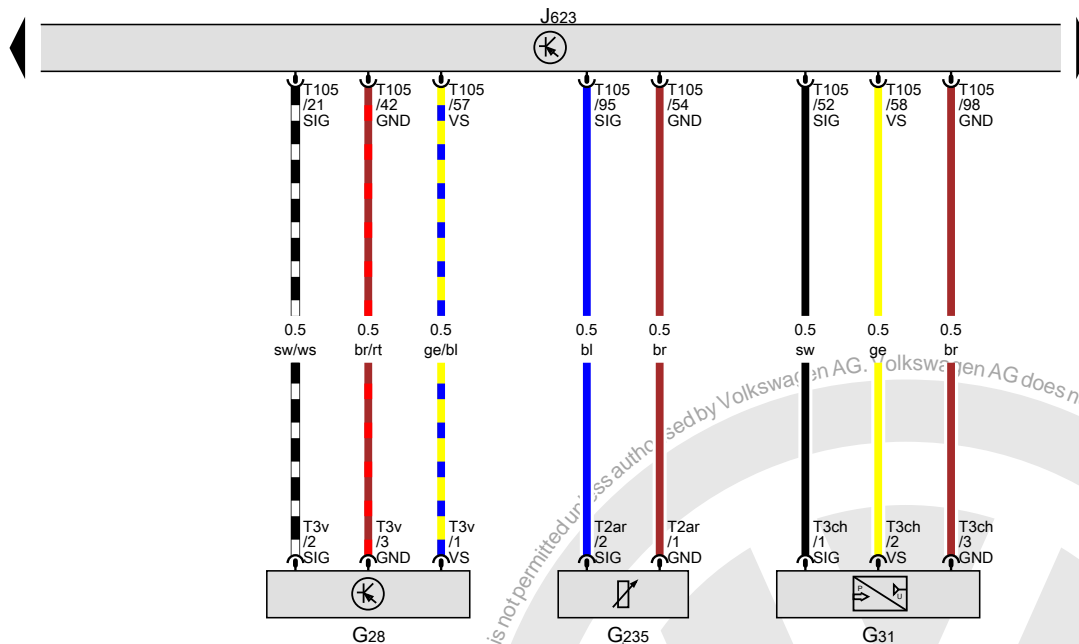 J623
T105 T105 T105 T105 T105 T105 T105 T105
/21 /42 /57 /95 /54 /52 /58 /98
SIG GND VS SIG GND SIG VS GND
0.5 0.5 0.5 0.5 0.5 0.5 0.5 0.5
sw/ws br/rt ge/bl bl br sw ge br
is not permitted unless authorised by Volkswagen AG. Volkswagen AG does n
T3v T3v T3v T2ar T2ar T3ch T3ch T3ch
/2 /3 /1 /2 /1 /1 /2 /3
SIG GND VS SIG GND SIG VS GND
P U
G28 G235 G31